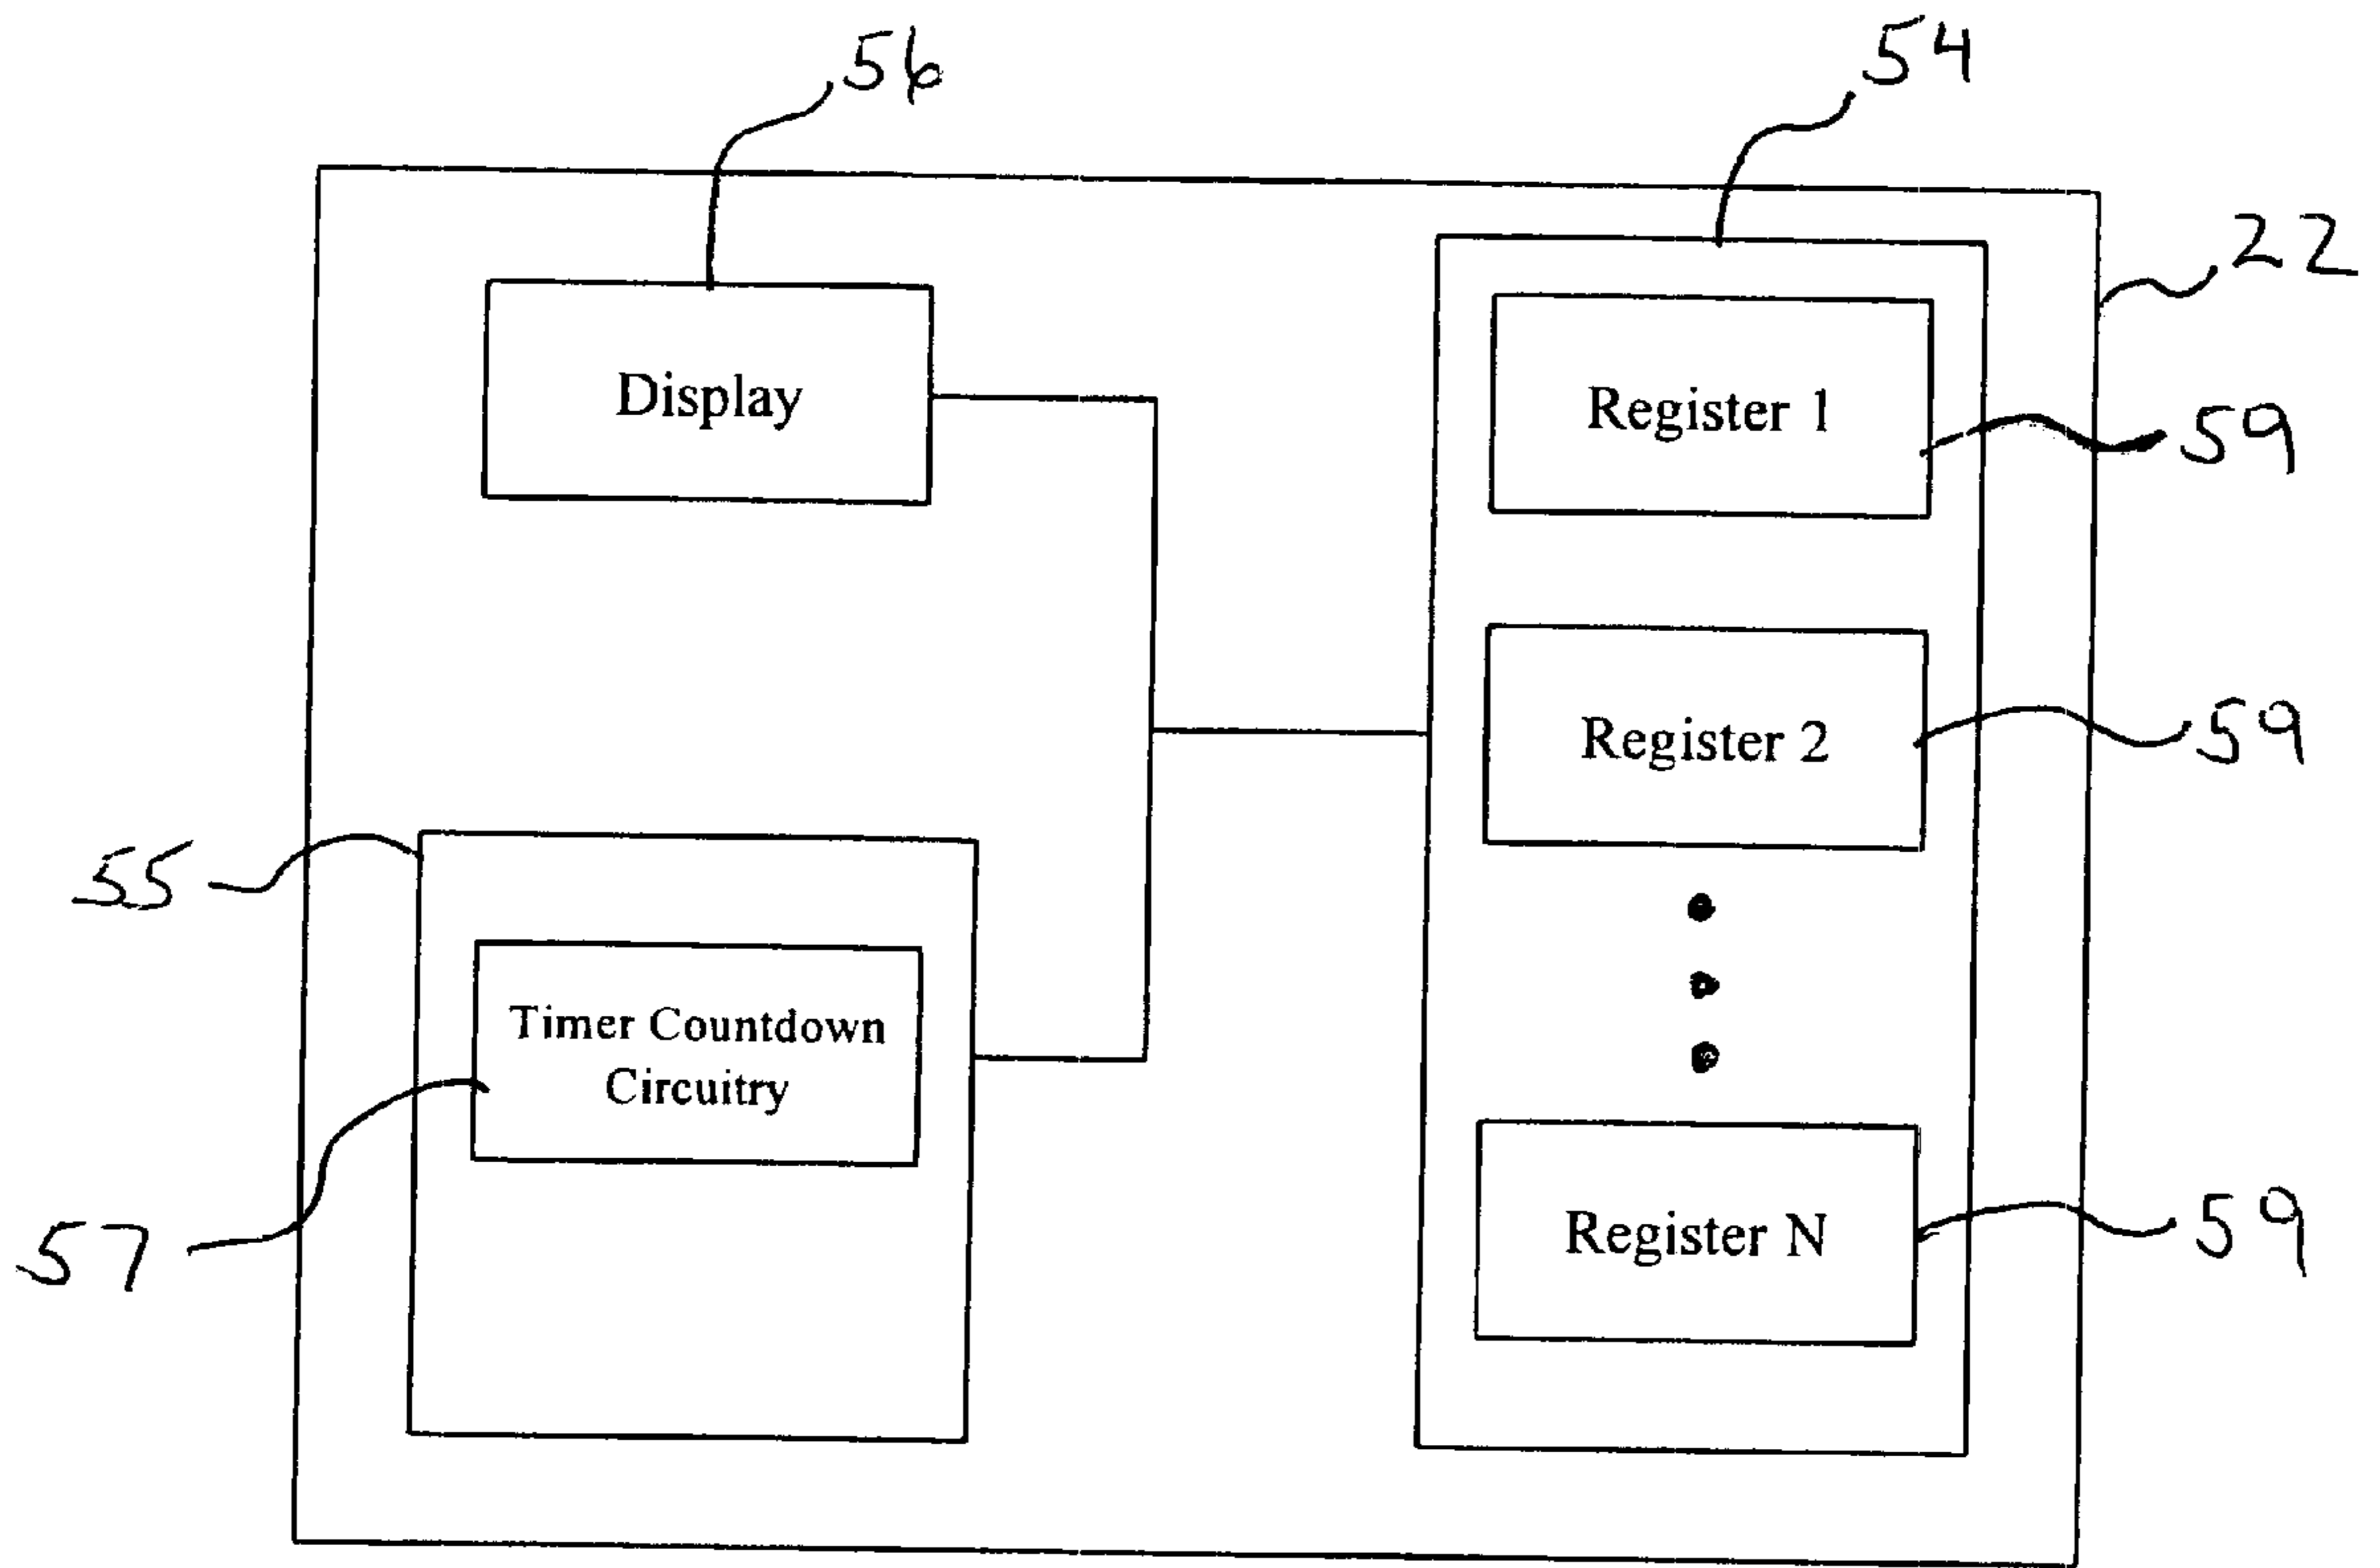 56
54
22
Display
Register 1
59
Register 2
59
55
Timer Countdown
Circuitry
57
Register N
59